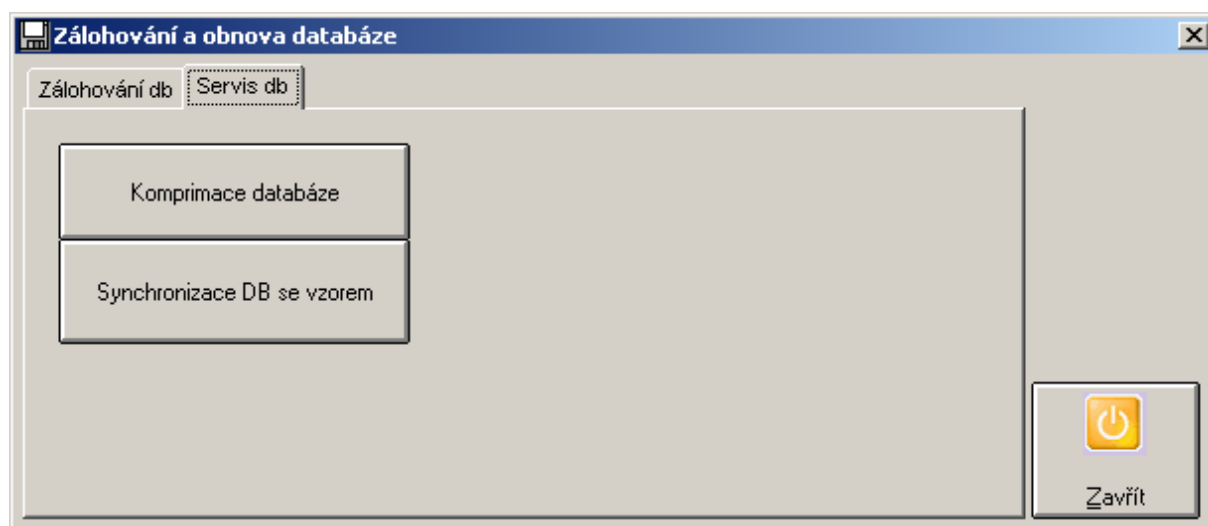 Zálohování a obnova databáze
Zálohování db
Servis db
Komprimace databáze
Synchronizace DB se vzorem
Zavřít